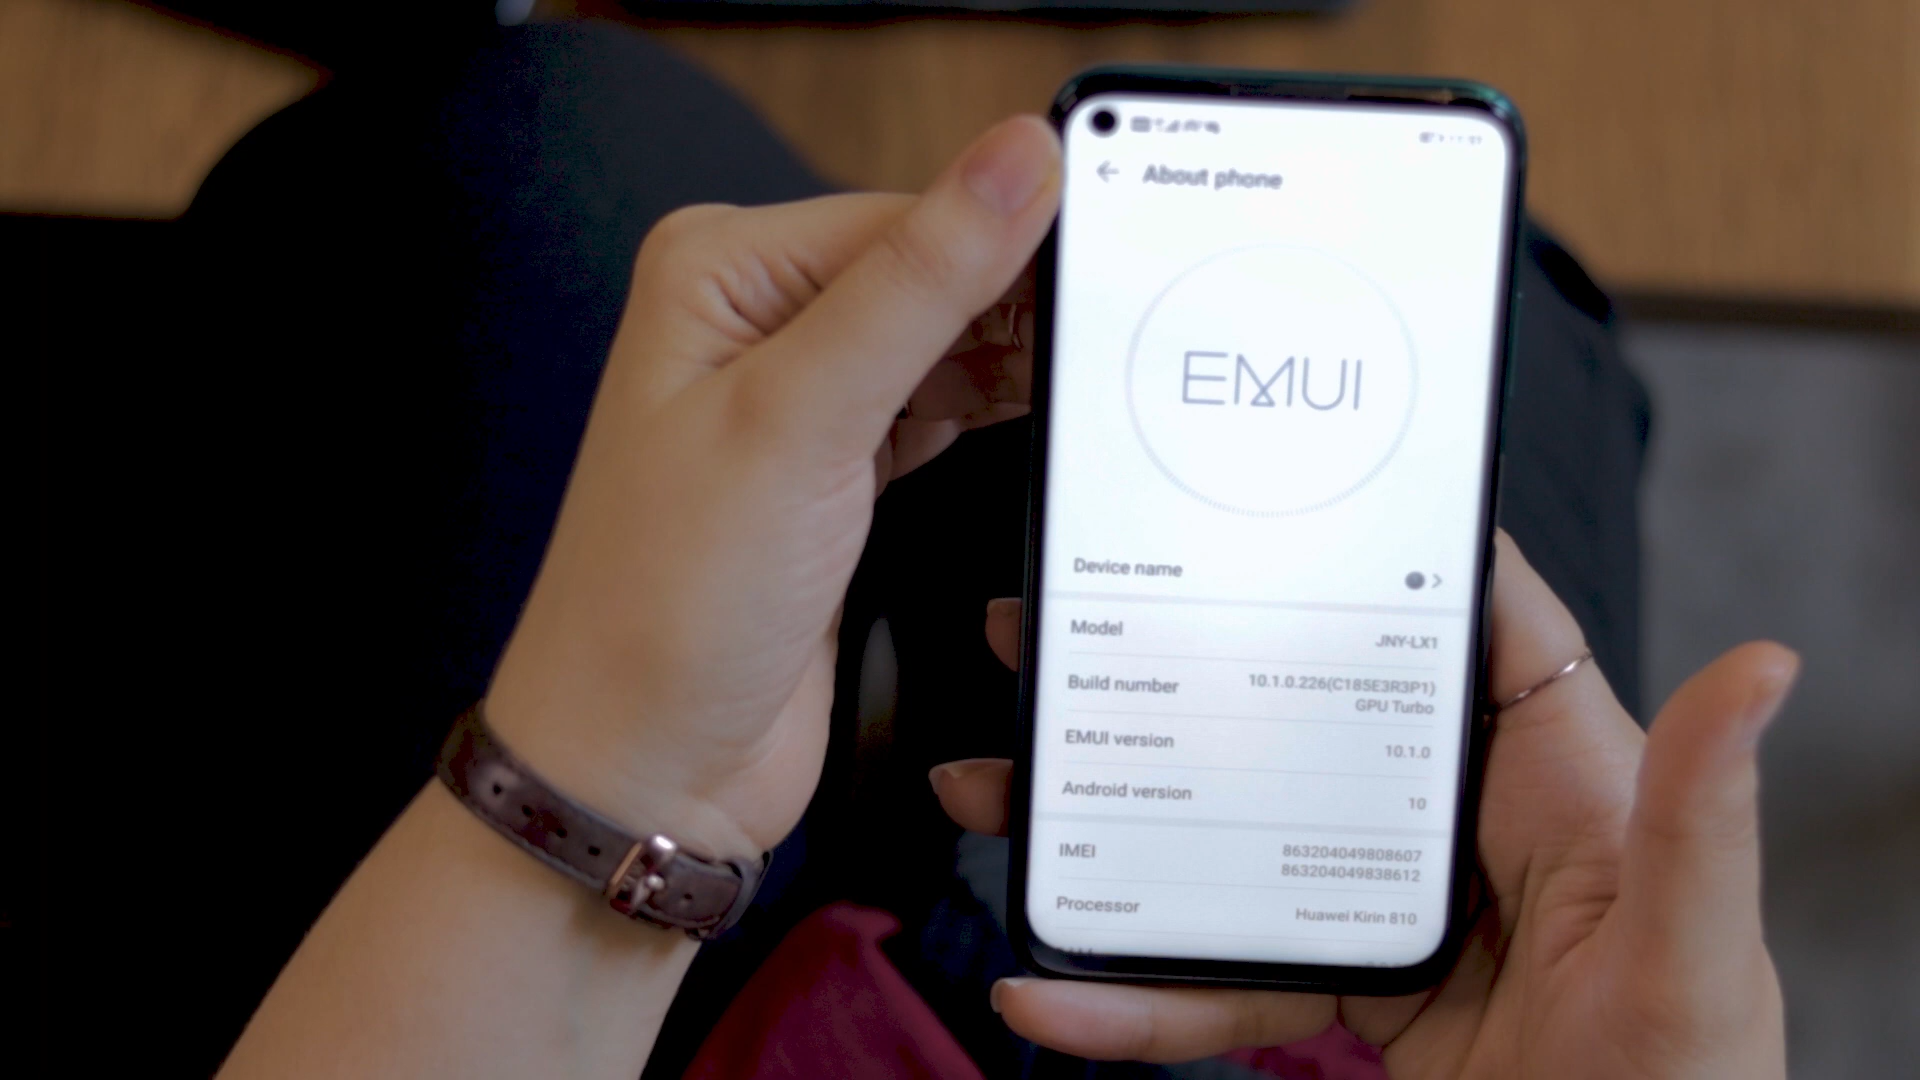 About phone
EMUI
Device name
Model JNY-LX1
Build number 10.1.0.226(C185E3R3P1)
GPU Turbo
EMUI version 10.1.0
Android version 10
IMEI 863204049808607
863204049838612
Processor Huawei Kirin 810